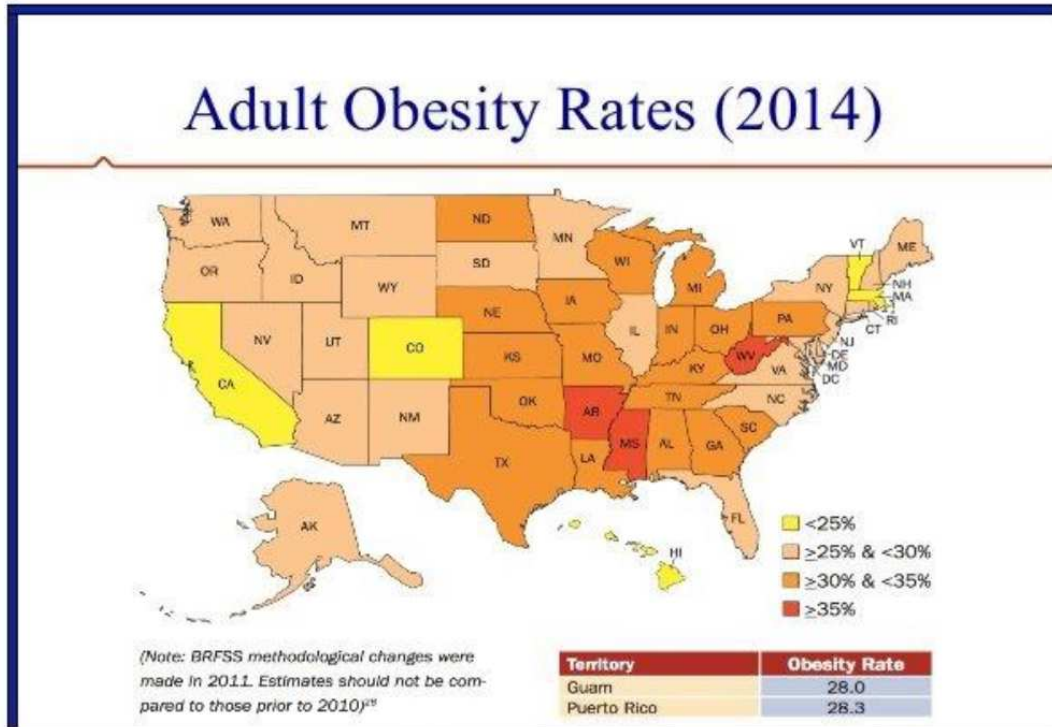 Adult Obesity Rates (2014)
WA
MT
ND
MN
VT
ME
OR
ID
SD
WI
NY
NH
MA
WY
MI
RI
CT
IA
NE
PA
NJ
NV
UT
CO
IL
IN
OH
DE
MD
DC
WV
VA
CA
KS
MO
KY
NC
AZ
NM
OK
AR
TN
SC
TX
LA
MS
AL
GA
FL
AK
HI
<25%
≥25% & <30%
≥30% & <35%
≥35%
(Note: BRFSS methodological changes were
made in 2011. Estimates should not be com-
pared to those prior to 2010)
Territory Obesity Rate
Guam 28.0
Puerto Rico 28.3